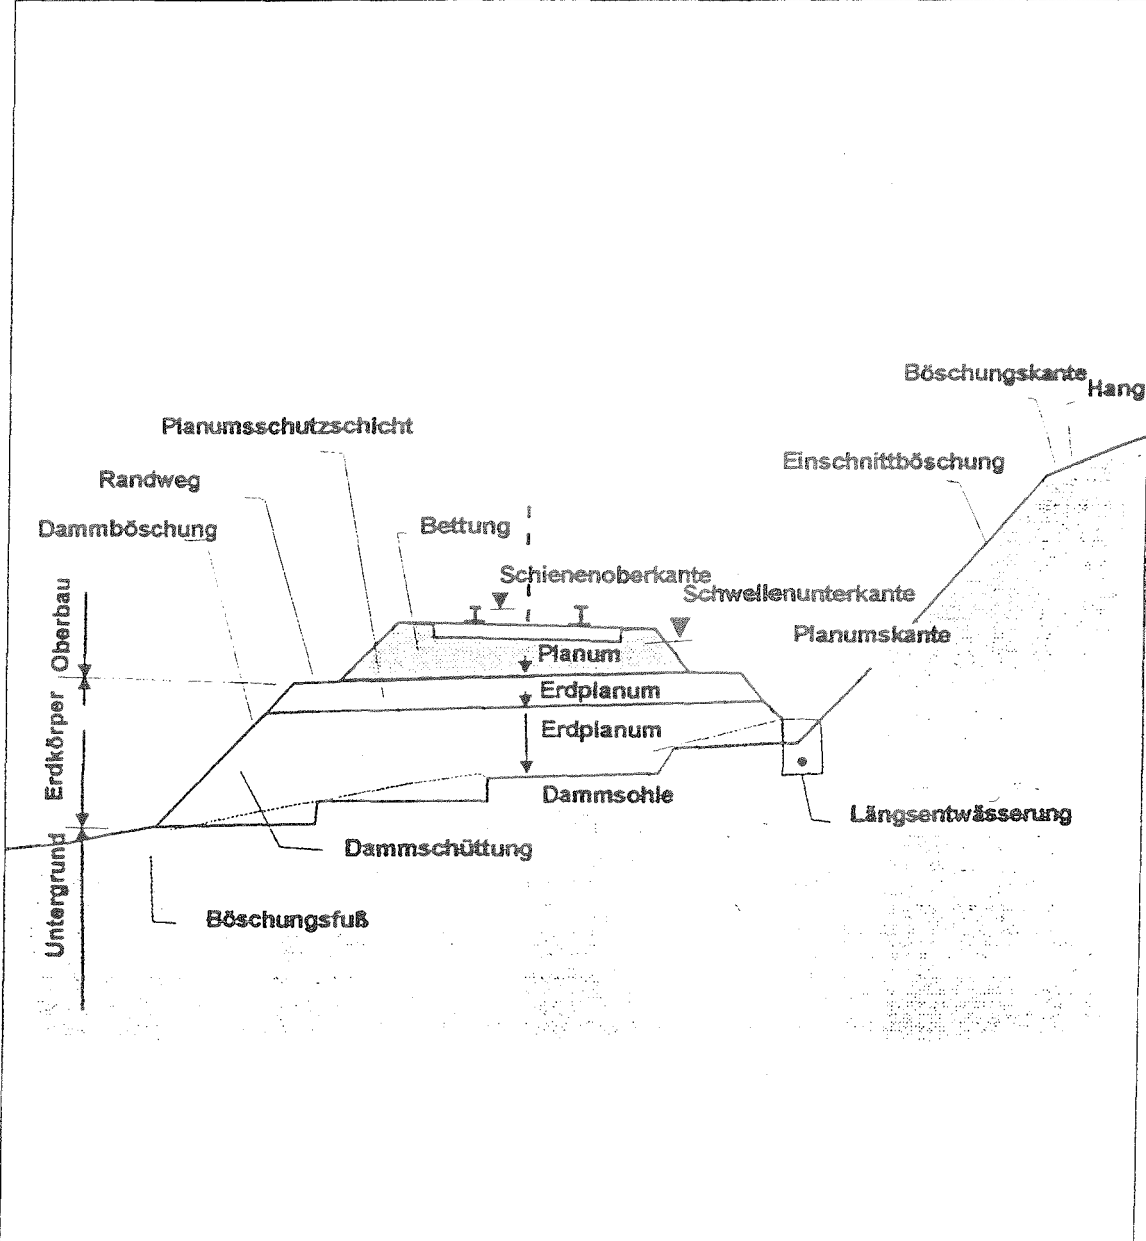 Böschungskante
Hang
Planumsschutzschicht
Einschnittböschung
Randweg
Dammböschung
Bettung
Schienenoberkante
Schwellenunterkante
Planumskante
Planum
Erdplanum
Erdplanum
Dammsohle
Längsentwässerung
Dammschüttung
Böschungsfuß
Oberbau
Erdkörper
Untergrund